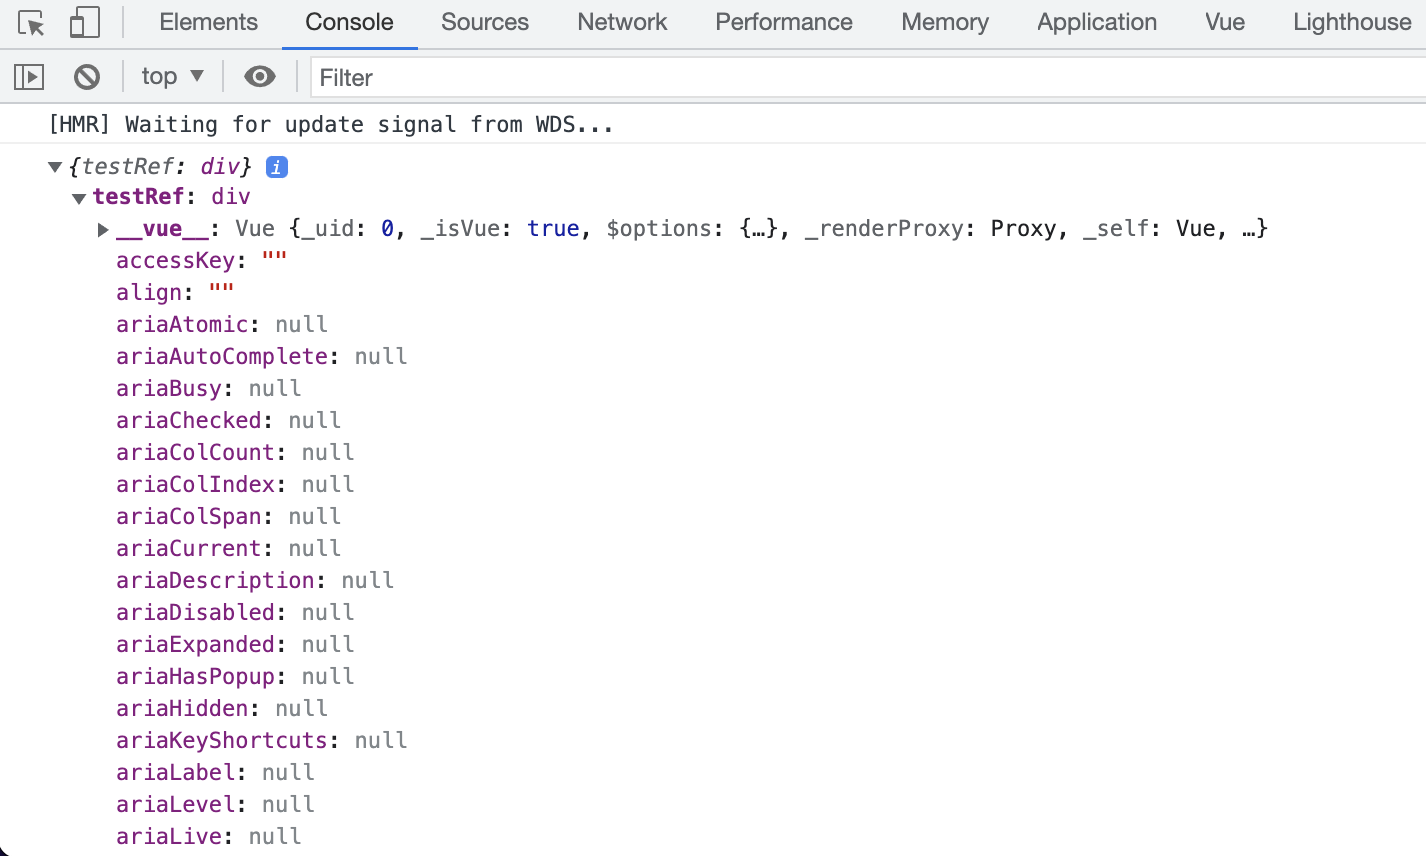 Elements Console Sources Network Performance Memory Application Vue Lighthouse
top Filter
[HMR] Waiting for update signal from WDS...
{testRef: div} i
testRef: div
__vue__: Vue {_uid: 0, _isVue: true, $options: {…}, _renderProxy: Proxy, _self: Vue, …}
accessKey: ""
align: ""
ariaAtomic: null
ariaAutoComplete: null
ariaBusy: null
ariaChecked: null
ariaColCount: null
ariaColIndex: null
ariaColSpan: null
ariaCurrent: null
ariaDescription: null
ariaDisabled: null
ariaExpanded: null
ariaHasPopup: null
ariaHidden: null
ariaKeyShortcuts: null
ariaLabel: null
ariaLevel: null
ariaLive: null